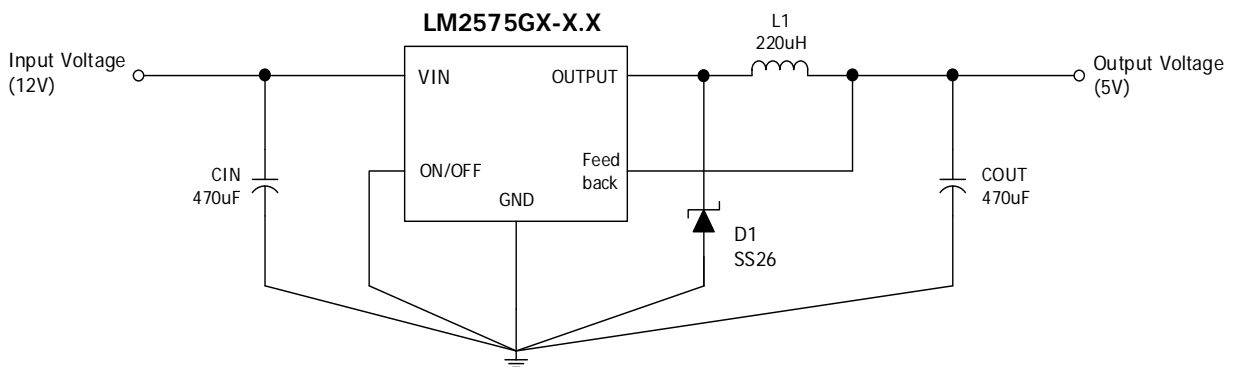 LM2575GX-X.X
L1
220uH
Input Voltage
(12V)
VIN
OUTPUT
Output Voltage
(5V)
CIN
470uF
ON/OFF
Feed
back
GND
COUT
470uF
D1
SS26